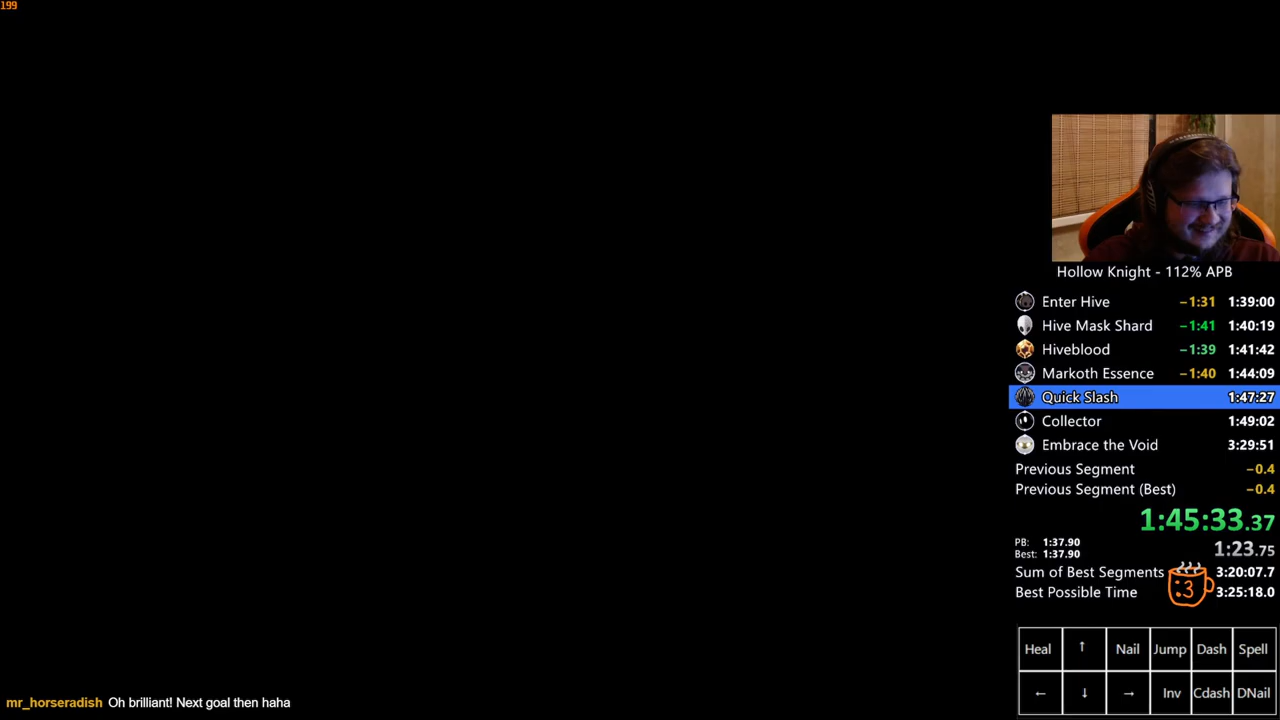 199
Hollow Knight - 112% APB
Enter Hive −1:31 1:39:00
Hive Mask Shard −1:41 1:40:19
Hiveblood −1:39 1:41:42
Markoth Essence −1:40 1:44:09
Quick Slash 1:47:27
Collector 1:49:02
Embrace the Void 3:29:51
Previous Segment −0.4
Previous Segment (Best) −0.4
1:45:33.37
PB: 1:37.90
Best: 1:37.90
1:23.75
Sum of Best Segments 3:20:07.7
Best Possible Time 3:25:18.0
:3
Heal ↑ Nail Jump Dash Spell
← ↓ → Inv Cdash DNail
mr_horseradish Oh brilliant! Next goal then haha